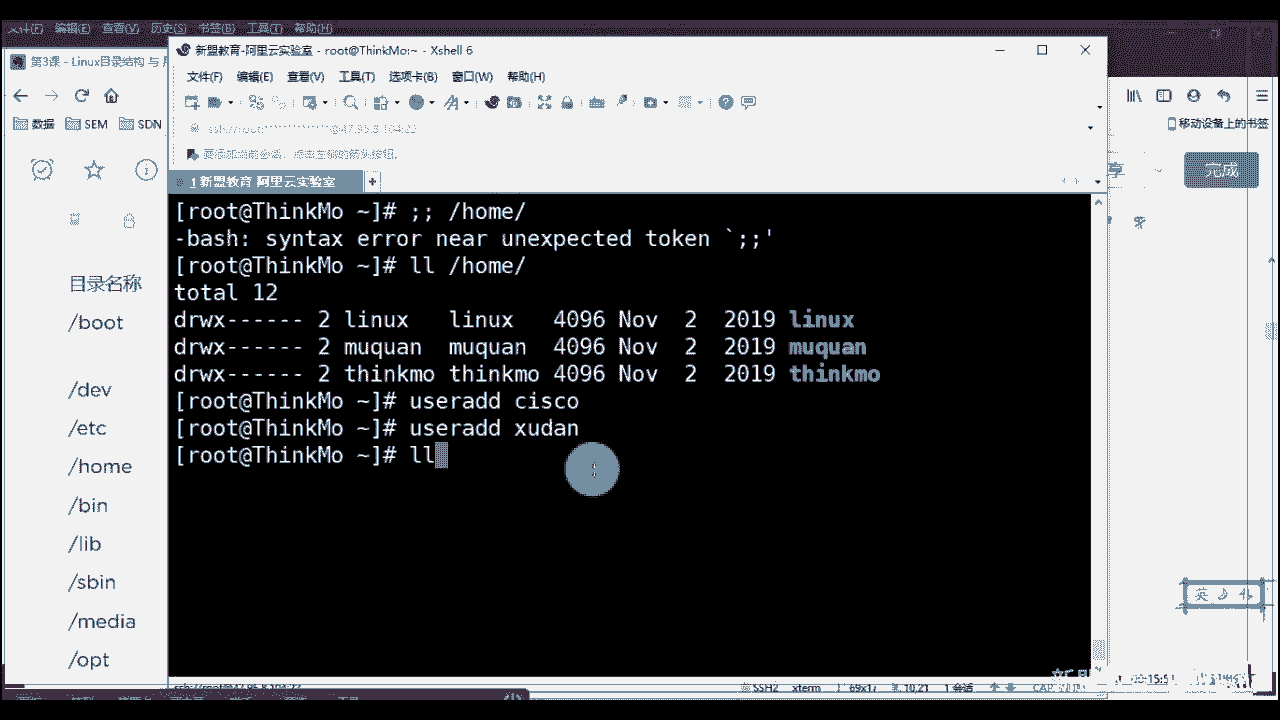 编辑(E) 查看(V) 历史(S) 书签(B) 工具(T) 帮助(H)
新盟教育-阿里云实验室 - root@ThinkMo:~ - Xshell 6
第3课 - Linux目录结构 与
文件(F) 编辑(E) 查看(V) 工具(T) 选项卡(B) 窗口(W) 帮助(H)
数据 SEM SDN
移动设备上的书签
要添加当前会话,点击左侧的箭头按钮。
1 新盟教育 阿里云实验室
享
完成
[root@ThinkMo ~]# ;; /home/
-bash: syntax error near unexpected token `;;'
[root@ThinkMo ~]# ll /home/
total 12
drwx------ 2 linux   linux   4096 Nov  2  2019 linux
drwx------ 2 muquan  muquan  4096 Nov  2  2019 muquan
drwx------ 2 thinkmo thinkmo 4096 Nov  2  2019 thinkmo
[root@ThinkMo ~]# useradd cisco
[root@ThinkMo ~]# useradd xudan
[root@ThinkMo ~]# ll
目录名称
/boot
/dev
/etc
/home
/bin
/lib
/sbin
/media
/opt
英
SSH2 xterm 69x17 10,21 1 会话 CAP